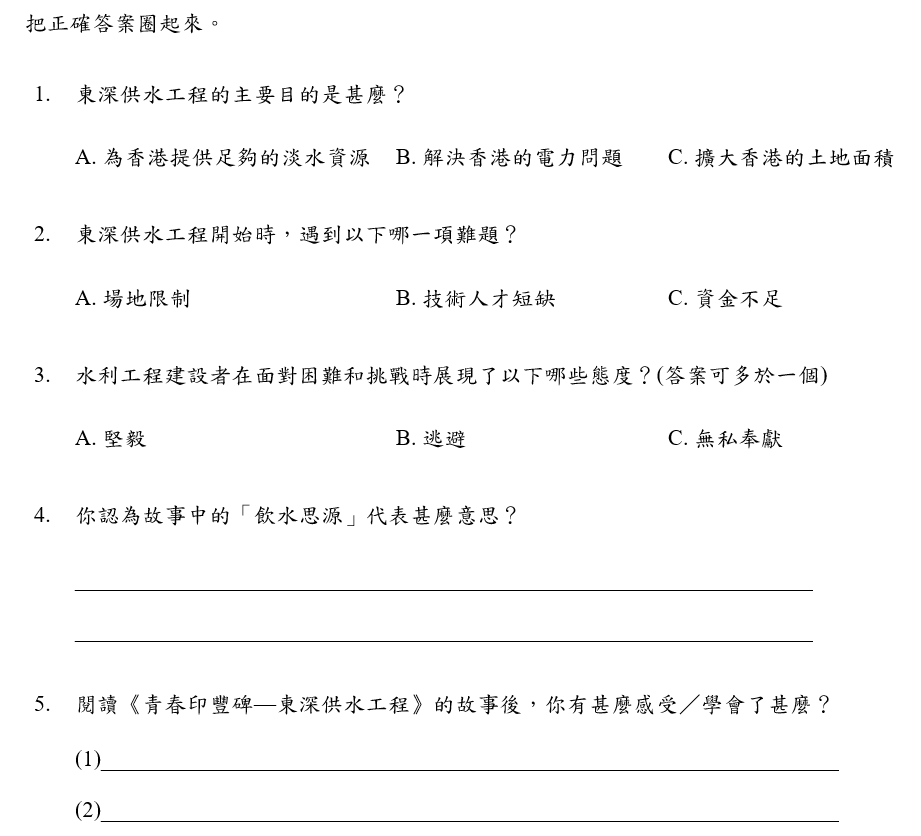 把正確答案圈起來。
1. 東深供水工程的主要目的是甚麼？
A. 為香港提供足夠的淡水資源 B. 解決香港的電力問題 C. 擴大香港的土地面積
2. 東深供水工程開始時，遇到以下哪一項難題？
A. 場地限制 B. 技術人才短缺 C. 資金不足
3. 水利工程建設者在面對困難和挑戰時展現了以下哪些態度？(答案可多於一個)
A. 堅毅 B. 逃避 C. 無私奉獻
4. 你認為故事中的「飲水思源」代表甚麼意思？
5. 閱讀《青春印豐碑—東深供水工程》的故事後，你有甚麼感受／學會了甚麼？
(1)
(2)